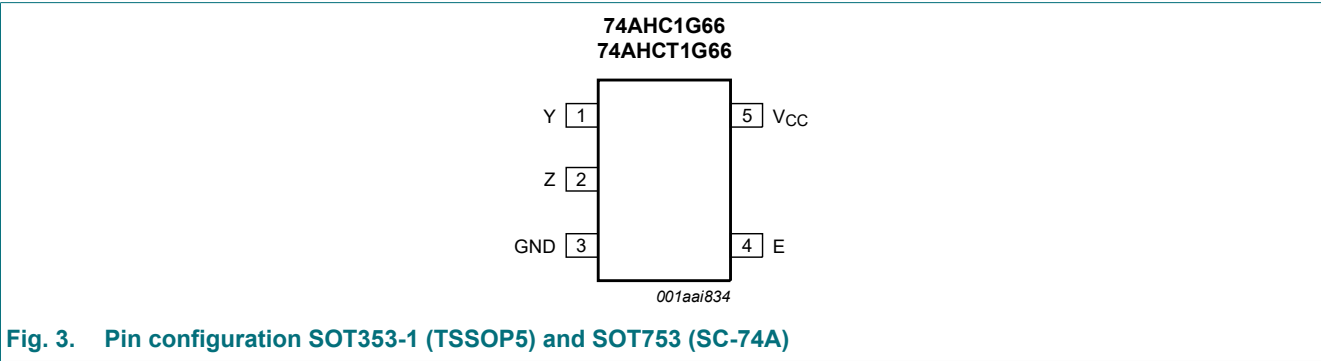 74AHC1G66
74AHCT1G66
Y 1
5 VCC
Z 2
GND 3
4 E
001aai834
Fig. 3. Pin configuration SOT353-1 (TSSOP5) and SOT753 (SC-74A)